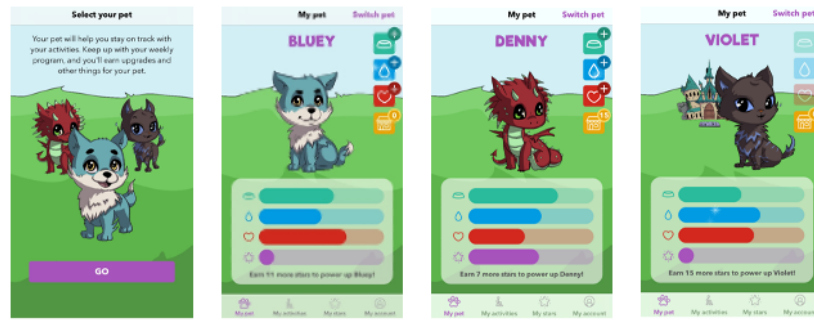 Select your pet
Your pet will help you stay on track with
your activities. Keep up with your weekly
program, and you'll earn upgrades and
other things for your pet.
GO
My pet
Switch pet
BLUEY
0
Earn 11 more stars to power up Bluey!
My pet
My activities
My stars
My account
My pet
Switch pet
DENNY
15
Earn 7 more stars to power up Denny!
My pet
My activities
My stars
My account
My pet
Switch pet
VIOLET
Earn 15 more stars to power up Violet!
My pet
My activities
My stars
My accoun